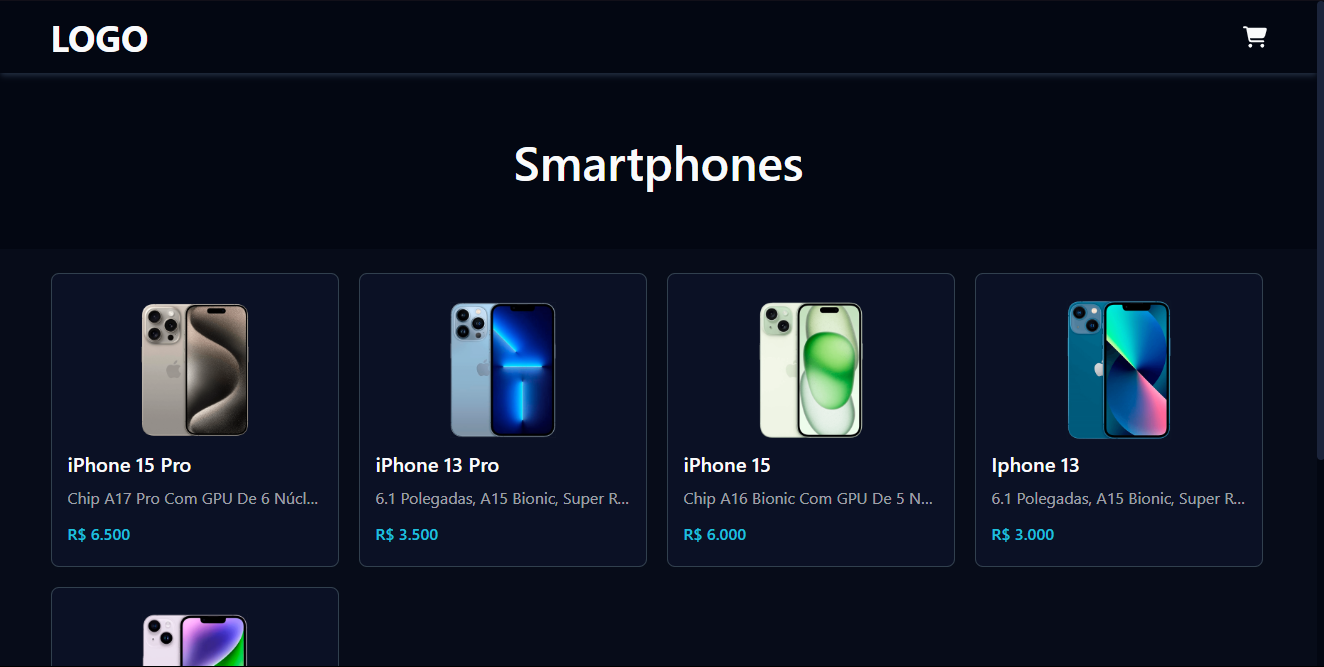 LOGO
Smartphones
iPhone 15 Pro
Chip A17 Pro Com GPU De 6 Núcl...
R$ 6.500
iPhone 13 Pro
6.1 Polegadas, A15 Bionic, Super R...
R$ 3.500
iPhone 15
Chip A16 Bionic Com GPU De 5 N...
R$ 6.000
Iphone 13
6.1 Polegadas, A15 Bionic, Super R...
R$ 3.000